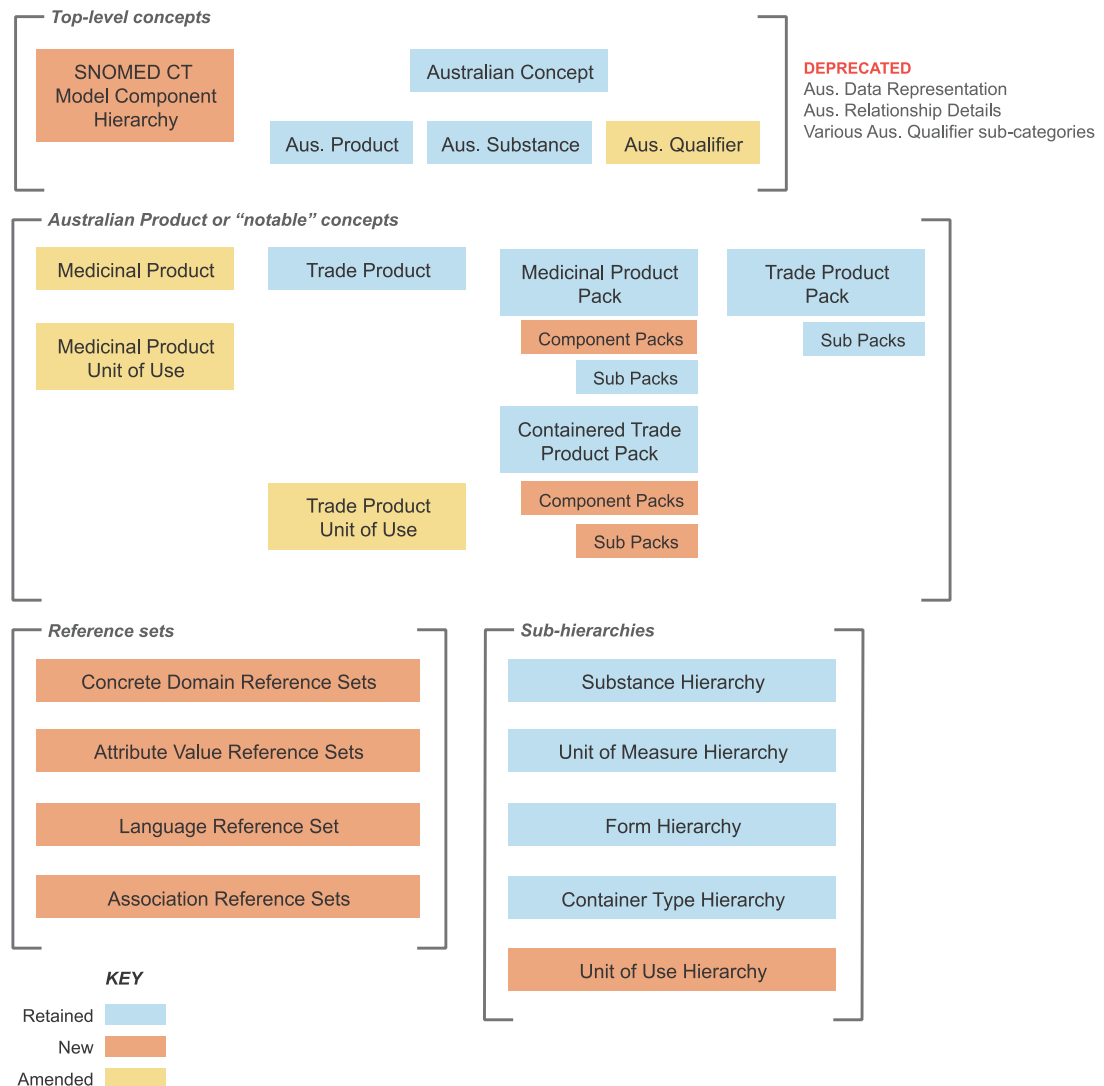 Top-level concepts
SNOMED CT
Model Component
Hierarchy
Australian Concept
Aus. Product
Aus. Substance
Aus. Qualifier
DEPRECATED
Aus. Data Representation
Aus. Relationship Details
Various Aus. Qualifier sub-categories
Australian Product or “notable” concepts
Medicinal Product
Trade Product
Medicinal Product
Pack
Trade Product
Pack
Component Packs
Sub Packs
Sub Packs
Medicinal Product
Unit of Use
Containered Trade
Product Pack
Component Packs
Sub Packs
Trade Product
Unit of Use
Reference sets
Concrete Domain Reference Sets
Attribute Value Reference Sets
Language Reference Set
Association Reference Sets
Sub-hierarchies
Substance Hierarchy
Unit of Measure Hierarchy
Form Hierarchy
Container Type Hierarchy
Unit of Use Hierarchy
KEY
Retained
New
Amended